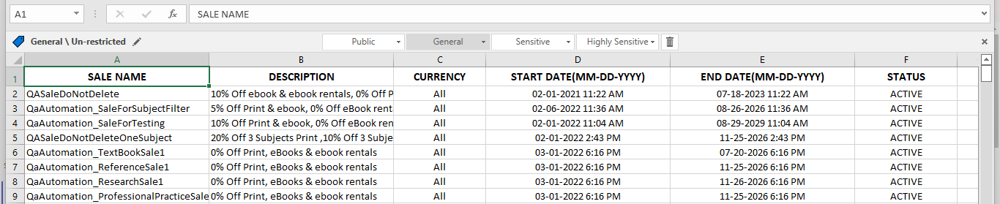 A1 fx SALE NAME
General \ Un-restricted Public General Sensitive Highly Sensitive
A B C D E F
1 SALE NAME DESCRIPTION CURRENCY START DATE(MM-DD-YYYY) END DATE(MM-DD-YYYY) STATUS
2 QASaleDoNotDelete 10% Off ebook & ebook rentals, 0% Off P All 02-01-2021 11:22 AM 07-18-2023 11:22 AM ACTIVE
3 QaAutomation_SaleForSubjectFilter 5% Off Print & ebook, 0% Off eBook rent All 02-06-2022 11:36 AM 08-26-2026 11:36 AM ACTIVE
4 QaAutomation_SaleForTesting 10% Off Print & ebook, 0% Off eBook ren All 02-01-2022 11:04 AM 08-29-2029 11:04 AM ACTIVE
5 QASaleDoNotDeleteOneSubject 20% Off 3 Subjects Print ,10% Off 3 Subje All 02-01-2022 2:43 PM 11-25-2026 2:43 PM ACTIVE
6 QaAutomation_TextBookSale1 0% Off Print, eBooks & ebook rentals All 03-01-2022 6:16 PM 07-20-2026 6:16 PM ACTIVE
7 QaAutomation_ReferenceSale1 0% Off Print, eBooks & ebook rentals All 03-01-2022 6:16 PM 11-25-2026 6:16 PM ACTIVE
8 QaAutomation_ResearchSale1 0% Off Print, eBooks & ebook rentals All 03-01-2022 6:16 PM 11-26-2026 6:16 PM ACTIVE
9 QaAutomation_ProfessionalPracticeSale 0% Off Print, eBooks & ebook rentals All 03-01-2022 6:16 PM 11-25-2026 6:16 PM ACTIVE